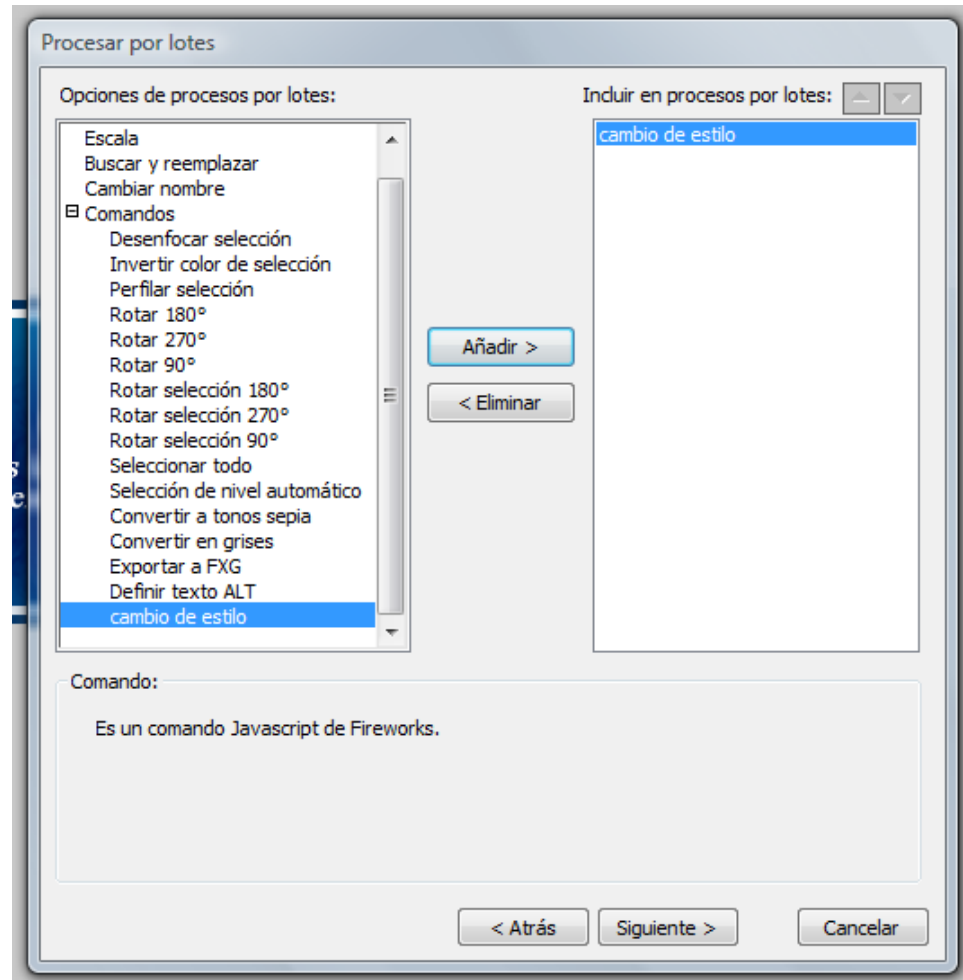 Procesar por lotes
Opciones de procesos por lotes:
Incluir en procesos por lotes:
Escala
Buscar y reemplazar
Cambiar nombre
Comandos
Desenfocar selección
Invertir color de selección
Perfilar selección
Rotar 180°
Rotar 270°
Rotar 90°
Rotar selección 180°
Rotar selección 270°
Rotar selección 90°
Seleccionar todo
Selección de nivel automático
Convertir a tonos sepia
Convertir en grises
Exportar a FXG
Definir texto ALT
cambio de estilo
Añadir >
< Eliminar
cambio de estilo
Comando:
Es un comando Javascript de Fireworks.
< Atrás
Siguiente >
Cancelar